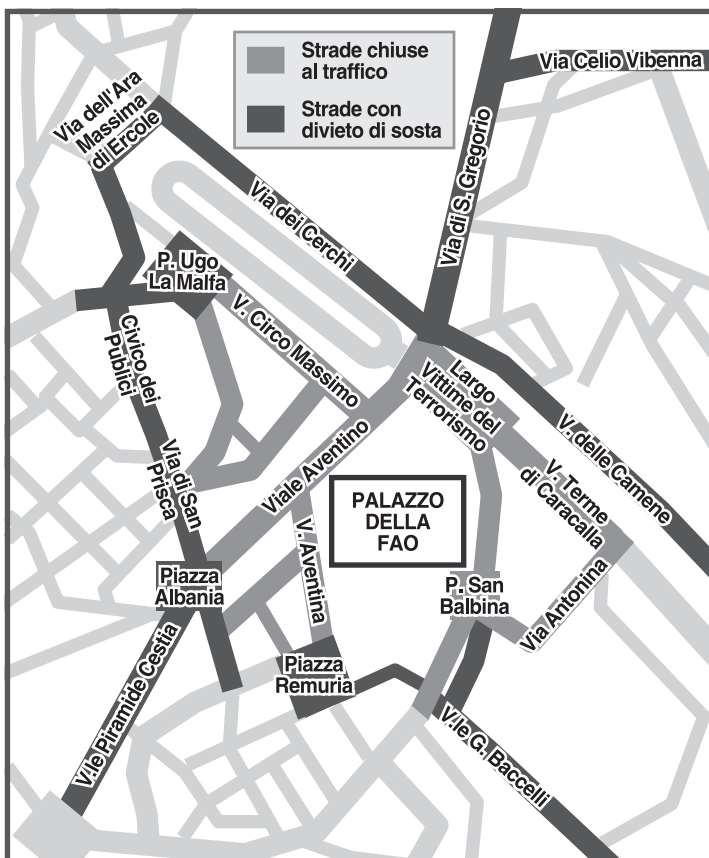 Strade chiuse
al traffico
Strade con
divieto di sosta
Via Celio Vibenna
Via dell'Ara
Massima
di Ercole
Via di S. Gregorio
Via dei Cerchi
P. Ugo
La Malfa
V. Circo Massimo
Civico dei
Publici
Largo
Vittime del
Terrorismo
Viale Aventino
V. delle Camene
Via di San
Prisca
V. Terme
di Caracalla
PALAZZO
DELLA
FAO
V. Aventina
Piazza
Albania
P. San
Balbina
Via Antonina
Piazza
Remuria
V.le Piramide Cestia
V.le G. Baccelli